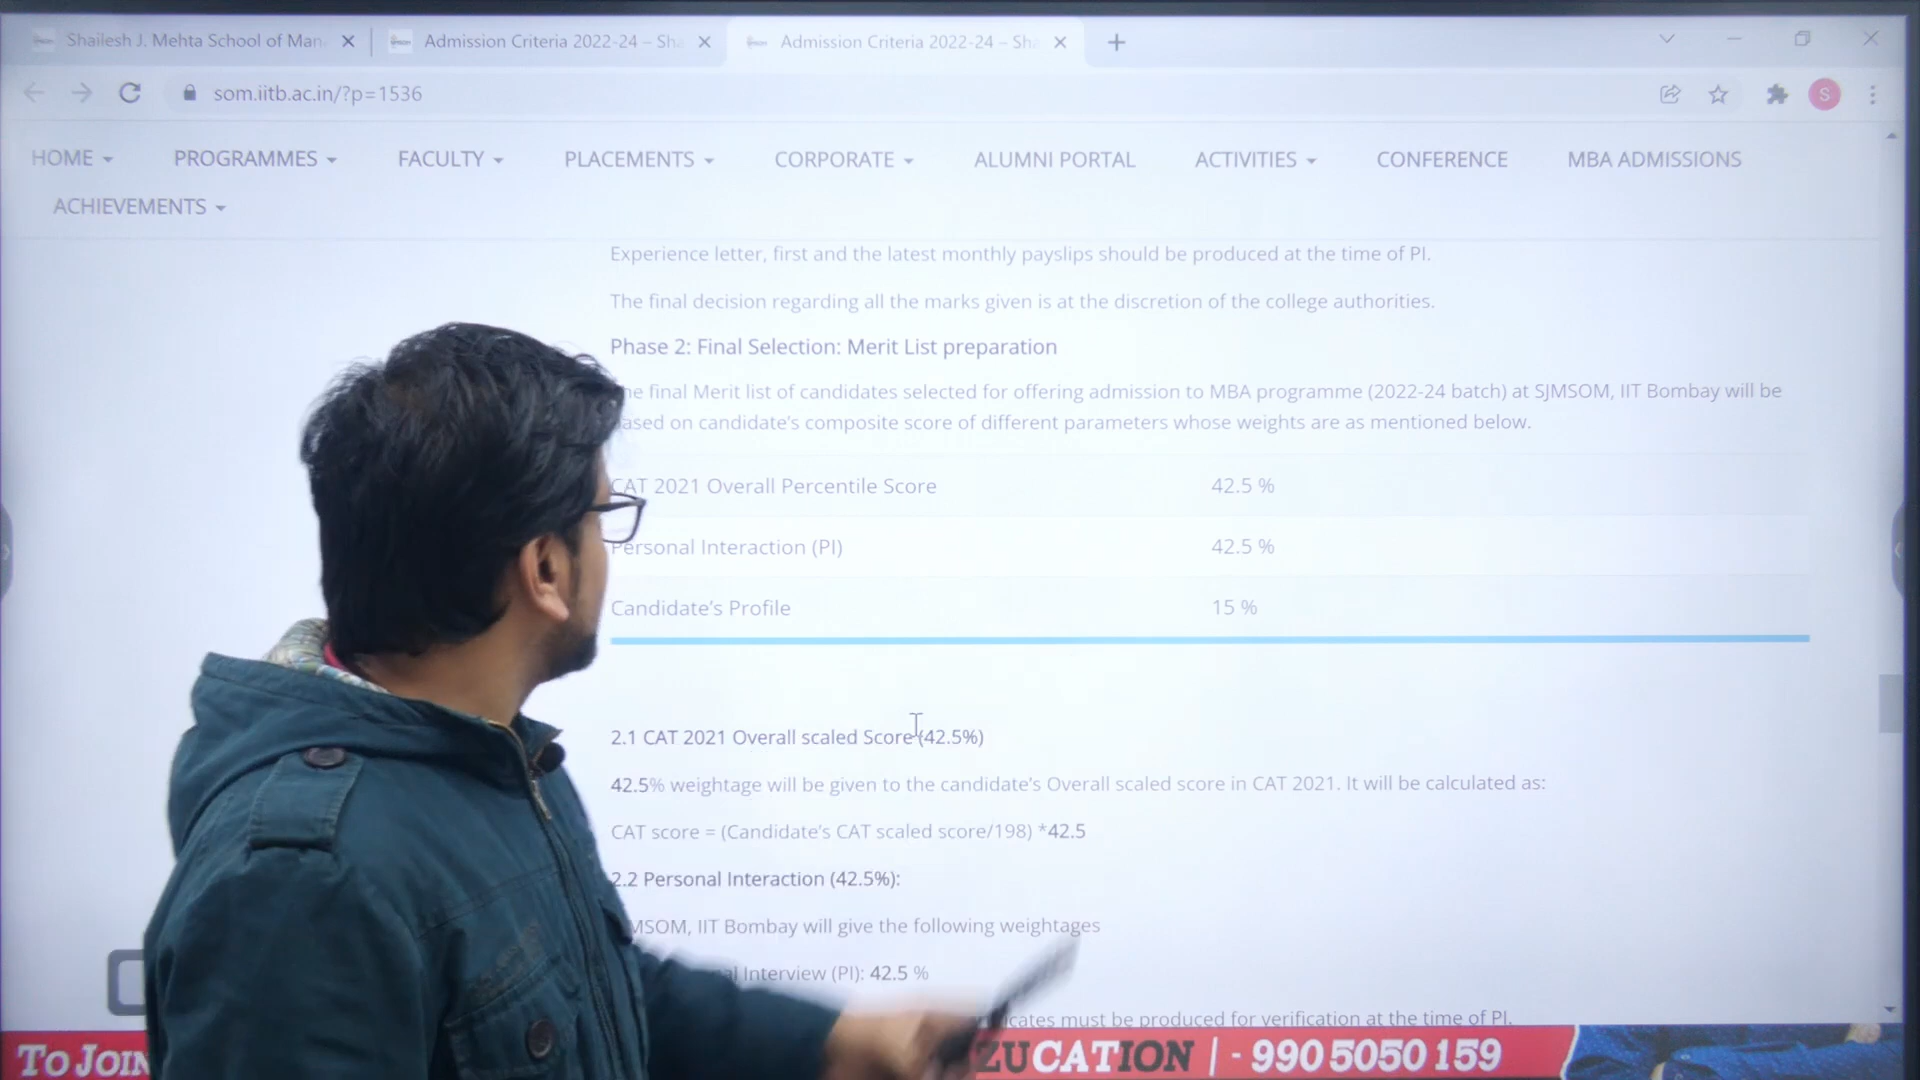 Shailesh J. Mehta School of Man
Admission Criteria 2022-24 – Sh
Admission Criteria 2022-24 – Sh
som.iitb.ac.in/?p=1536
S
HOME
PROGRAMMES
FACULTY
PLACEMENTS
CORPORATE
ALUMNI PORTAL
ACTIVITIES
CONFERENCE
MBA ADMISSIONS
ACHIEVEMENTS
Experience letter, first and the latest monthly payslips should be produced at the time of PI.
The final decision regarding all the marks given is at the discretion of the college authorities.
Phase 2: Final Selection: Merit List preparation
he final Merit list of candidates selected for offering admission to MBA programme (2022-24 batch) at SJMSOM, IIT Bombay will be
ased on candidate's composite score of different parameters whose weights are as mentioned below.
CAT 2021 Overall Percentile Score 42.5 %
Personal Interaction (PI) 42.5 %
Candidate's Profile 15 %
2.1 CAT 2021 Overall scaled Score (42.5%)
42.5% weightage will be given to the candidate's Overall scaled score in CAT 2021. It will be calculated as:
CAT score = (Candidate's CAT scaled score/198) *42.5
2.2 Personal Interaction (42.5%):
MSOM, IIT Bombay will give the following weightages
al Interview (PI): 42.5 %
icates must be produced for verification at the time of PI.
TO JOIN
ZUCATION | - 990 5050 159